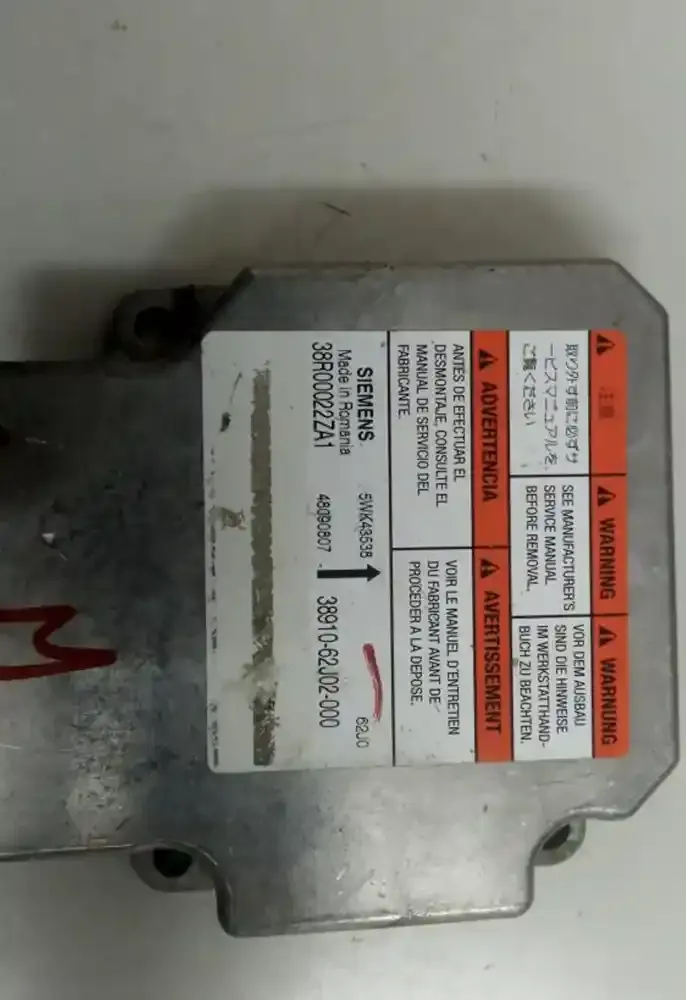 注意
取り外す前に必ずサ
ービスマニュアルを
ご覧ください
WARNING
SEE MANUFACTURER'S
SERVICE MANUAL
BEFORE REMOVAL.
WARNUNG
VOR DEM AUSBAU
SIND DIE HINWEISE
IM WERKSTATTHAND-
BUCH ZU BEACHTEN.
ADVERTENCIA
ANTES DE EFECTUAR EL
DESMONTAJE, CONSULTE EL
MANUAL DE SERVICIO DEL
FABRICANTE.
AVERTISSEMENT
VOIR LE MANUEL D'ENTRETIEN
DU FABRICANT AVANT DE
PROCEDER A LA DEPOSE.
SIEMENS 5WK43538 62J0
Made in Romania 48090807
38R00022ZA1 38910-62J02-000
M